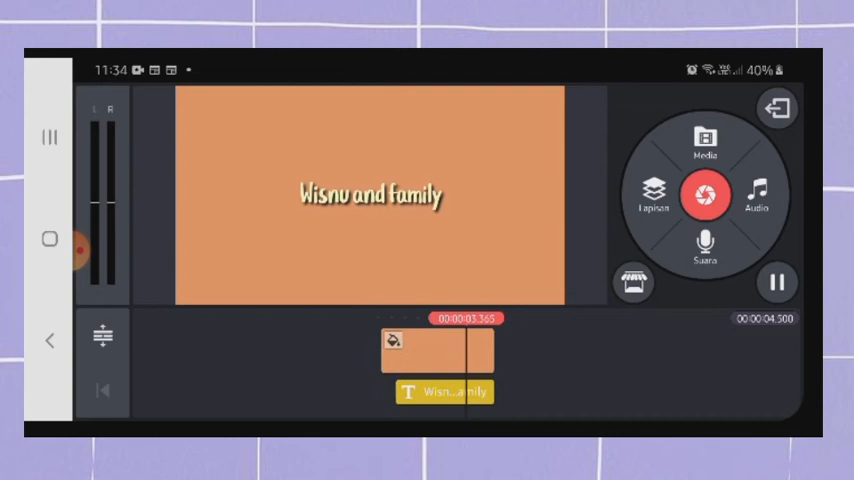 11:34
40%
L R
Wisnu and family
Media
Lapisan
Audio
Suara
00:00:03.365
00:00:04.500
T Wisn...amily